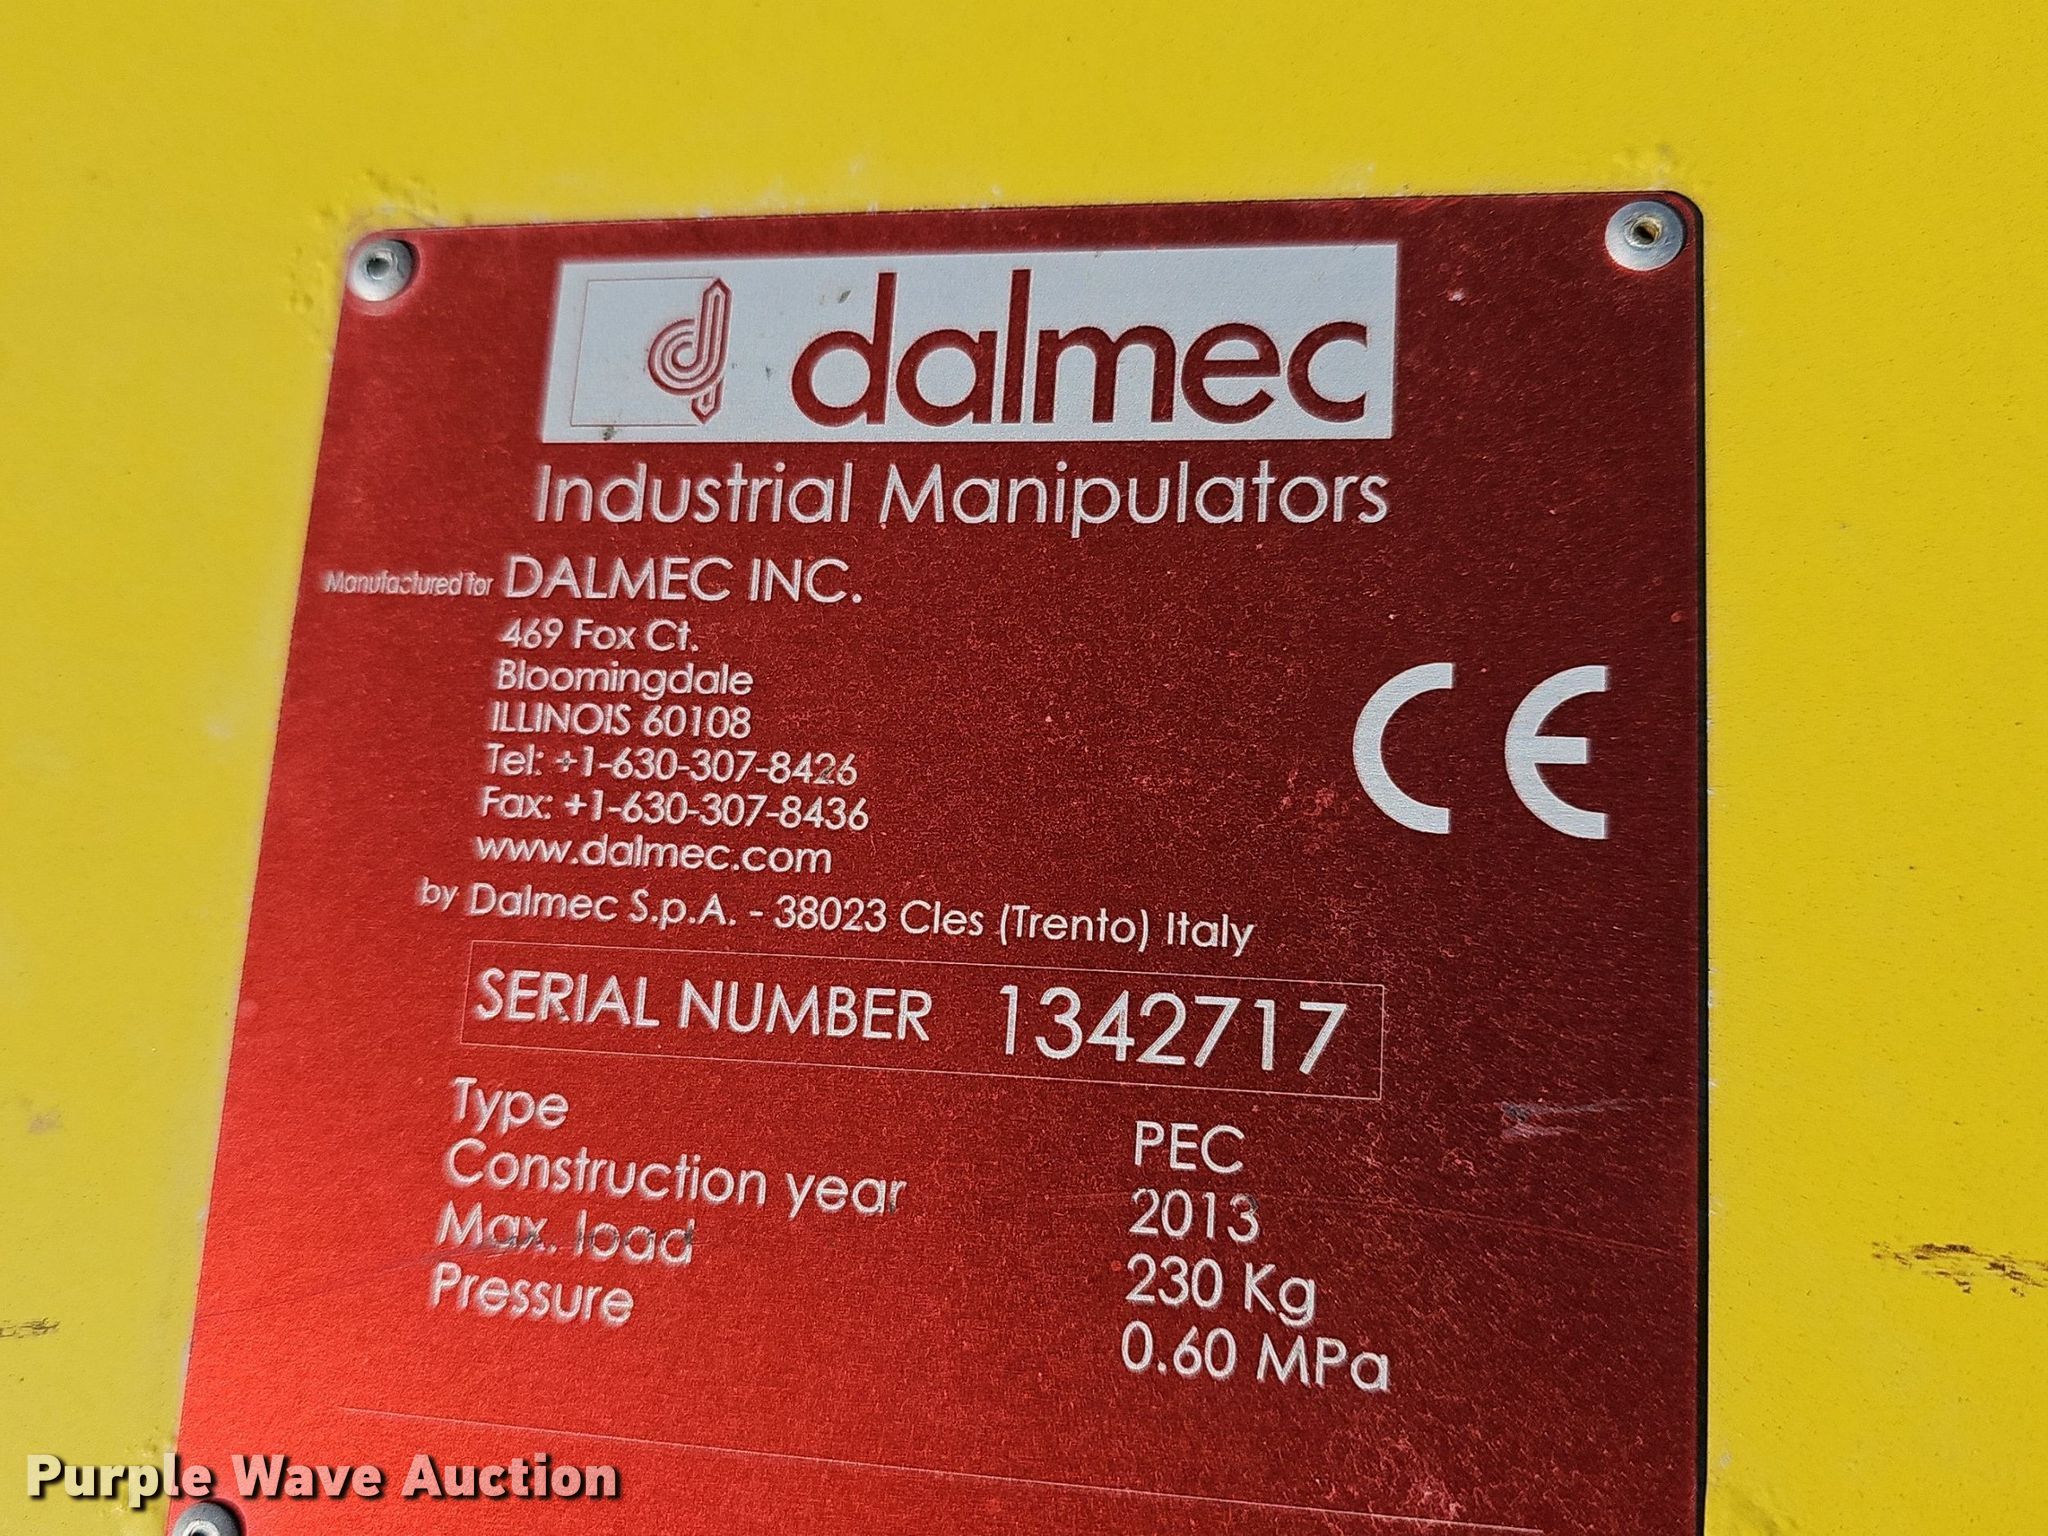 dalmec
Industrial Manipulators
Manufactured for DALMEC INC.
469 Fox Ct.
Bloomingdale
ILLINOIS 60108
Tel: +1-630-307-8426
Fax: +1-630-307-8436
www.dalmec.com
by Dalmec S.p.A. - 38023 Cles (Trento) Italy
CE
SERIAL NUMBER 1342717
Type PEC
Construction year 2013
Max. load 230 Kg
Pressure 0.60 MPa
Purple Wave Auction